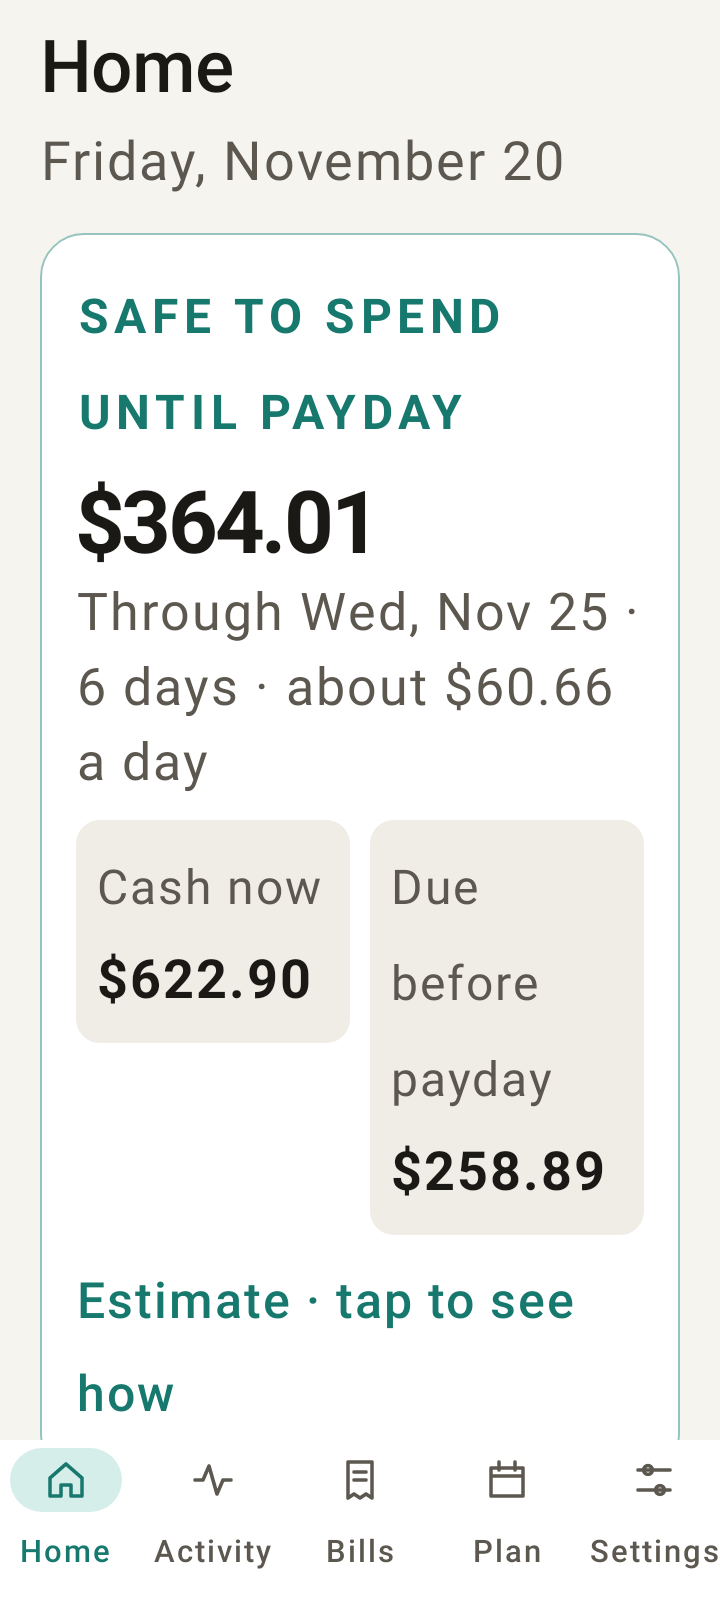 Home
Friday, November 20
SAFE TO SPEND
UNTIL PAYDAY
$364.01
Through Wed, Nov 25 ·
6 days · about $60.66
a day
Cash now
$622.90
Due
before
payday
$258.89
Estimate · tap to see
how
Home
Activity
Bills
Plan
Settings